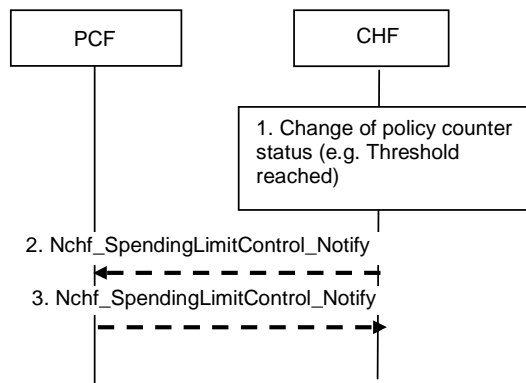 PCF
CHF
1. Change of policy counter
status (e.g. Threshold
reached)
2. Nchf_SpendingLimitControl_Notify
3. Nchf_SpendingLimitControl_Notify